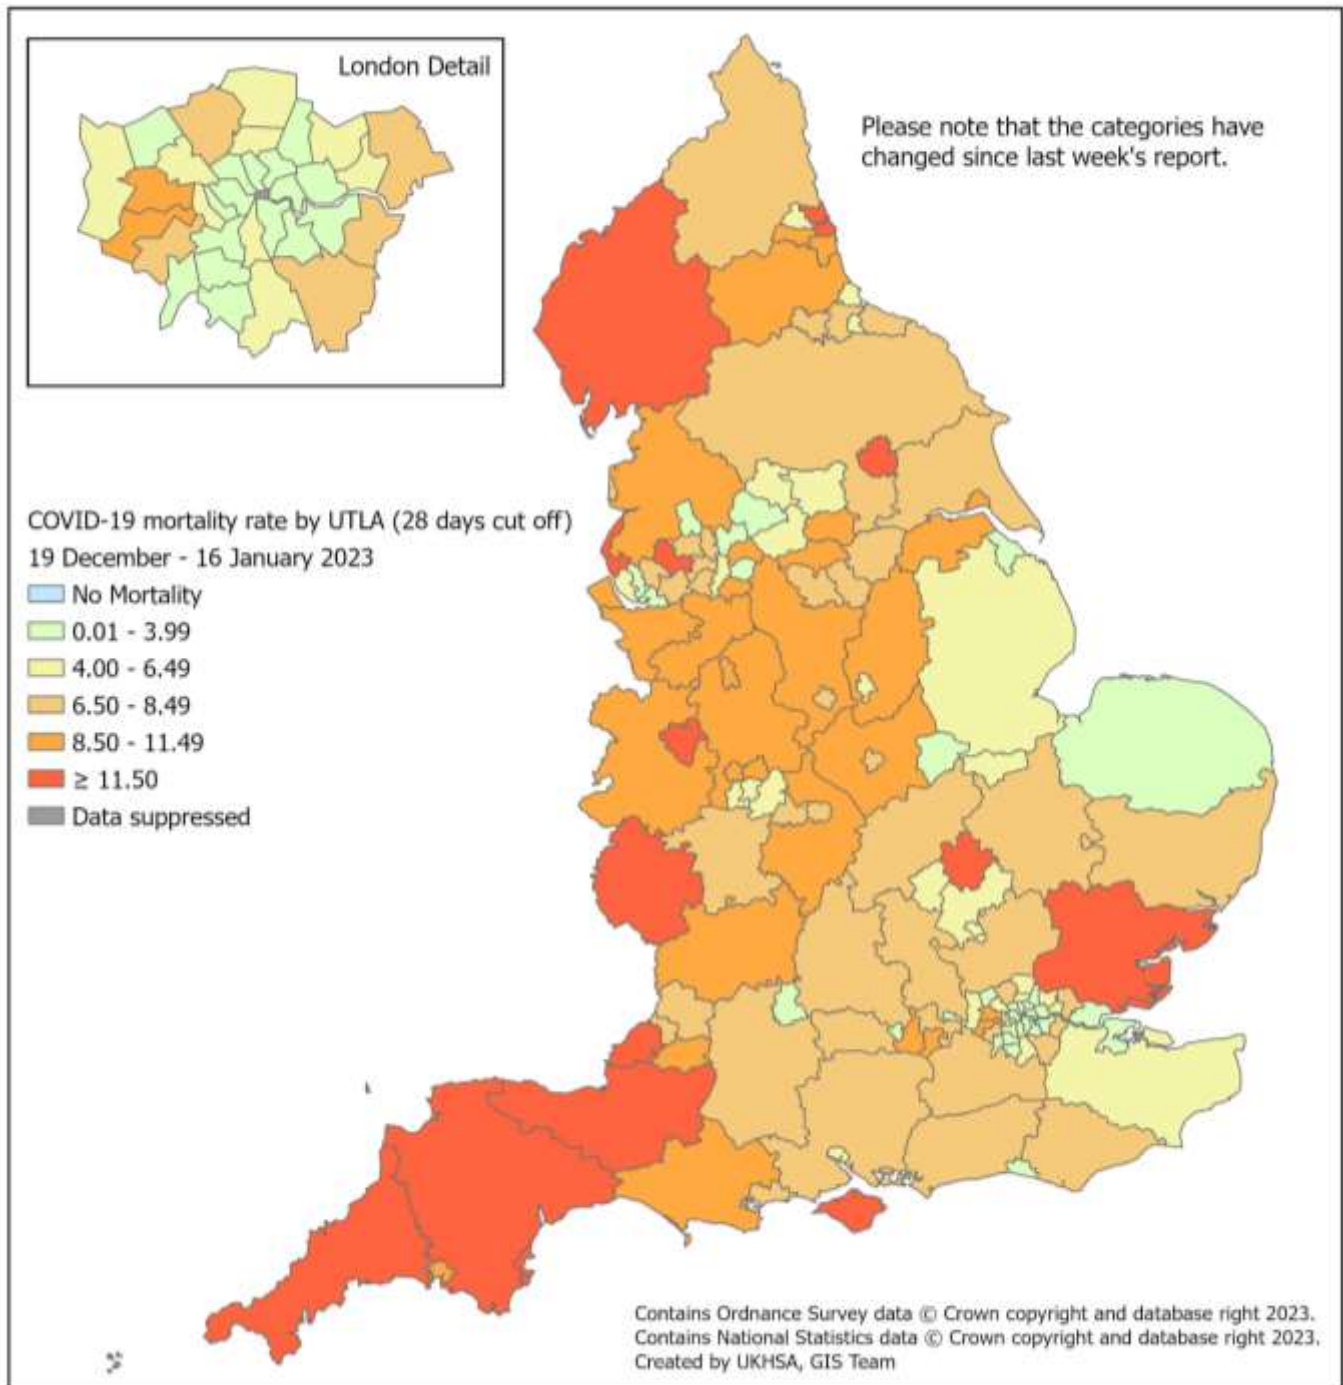 London Detail
Please note that the categories have
changed since last week's report.
COVID-19 mortality rate by UTLA (28 days cut off)
19 December - 16 January 2023
No Mortality
0.01 - 3.99
4.00 - 6.49
6.50 - 8.49
8.50 - 11.49
≥ 11.50
Data suppressed
Contains Ordnance Survey data © Crown copyright and database right 2023.
Contains National Statistics data © Crown copyright and database right 2023.
Created by UKHSA, GIS Team